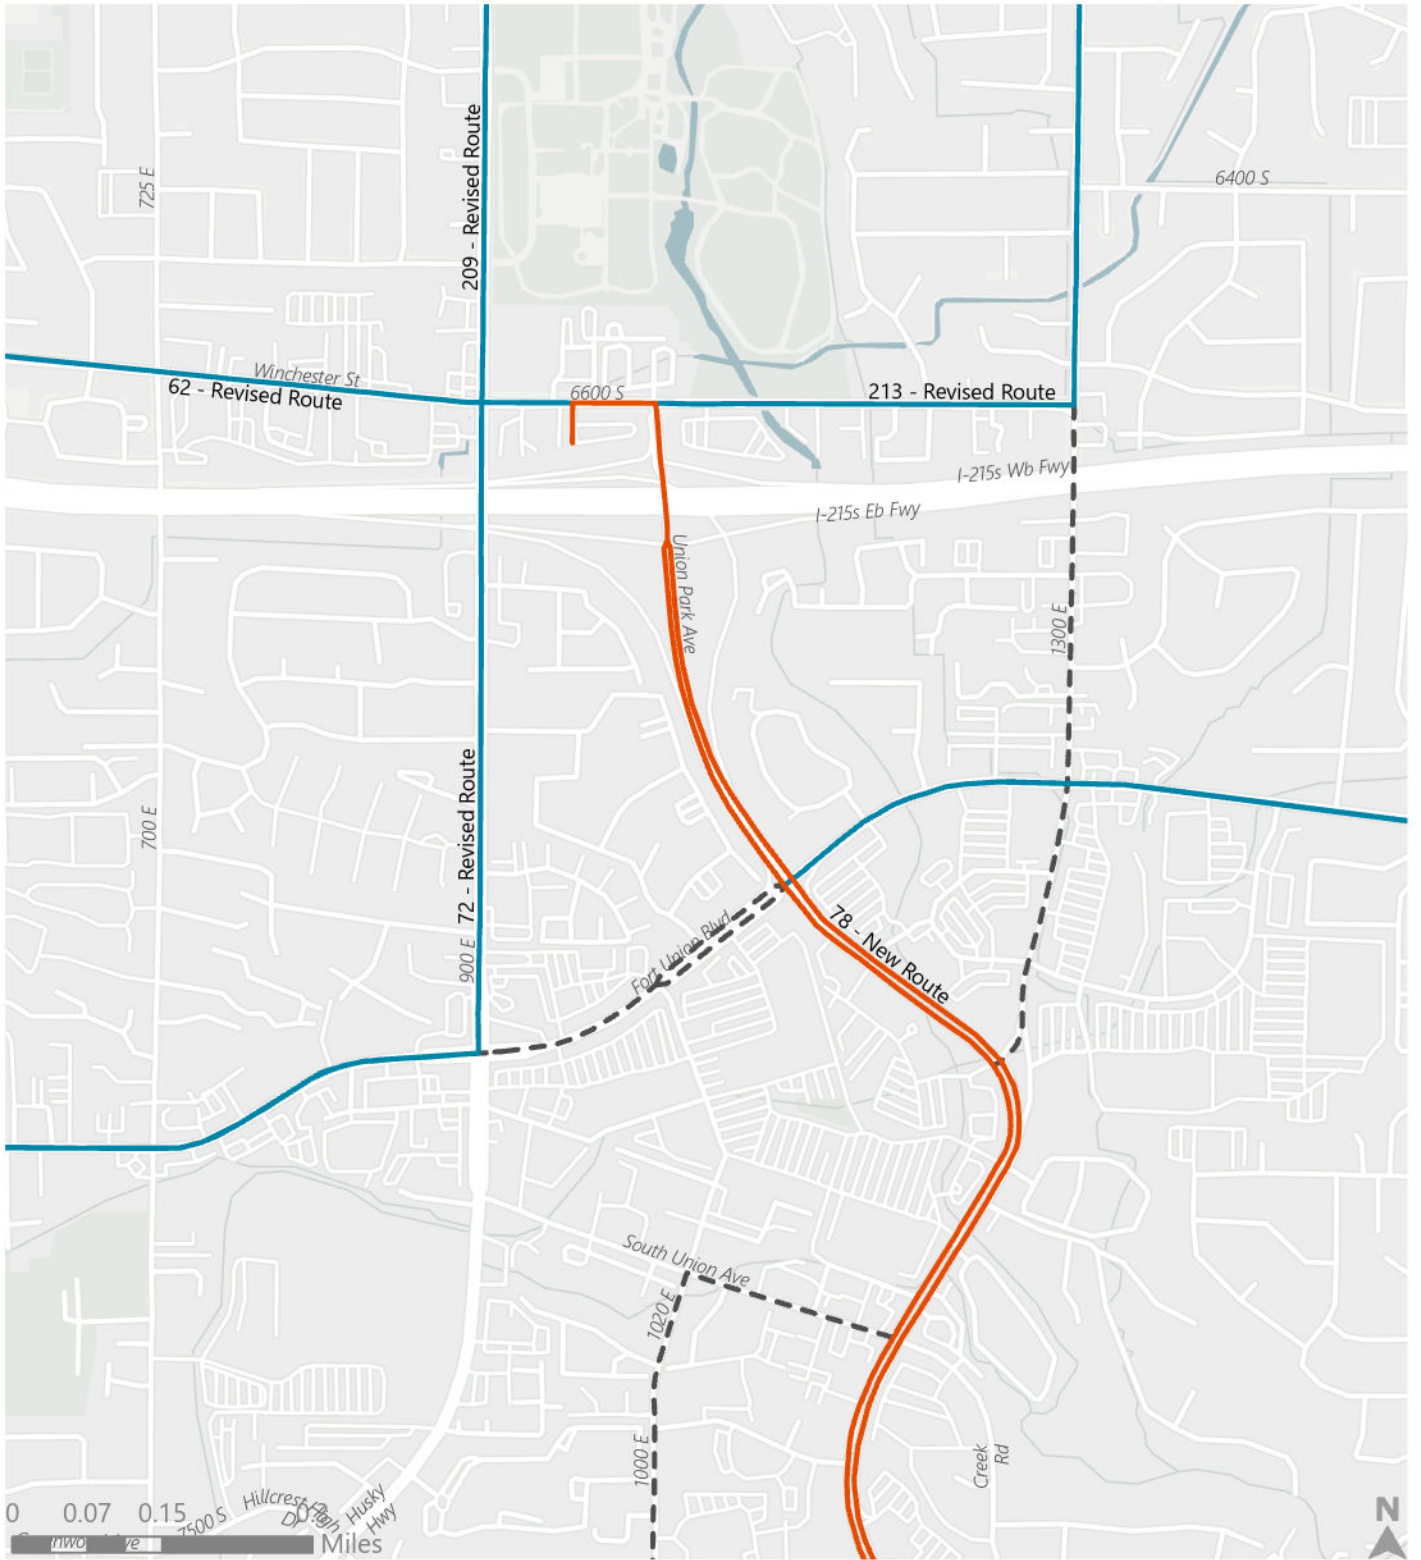 209 - Revised Route
725 E
6400 S
Winchester St
62 - Revised Route
6600 S
213 - Revised Route
I-215s Wb Fwy
I-215s Eb Fwy
Union Park Ave
1300 E
700 E
72 - Revised Route
900 E
Fort Union Blvd
78 - New Route
South Union Ave
1020 E
1000 E
Creek
Rd
Hillcrest High
Dr
Husky
Hwy
7500 S
0 0.07 0.15
Miles
N